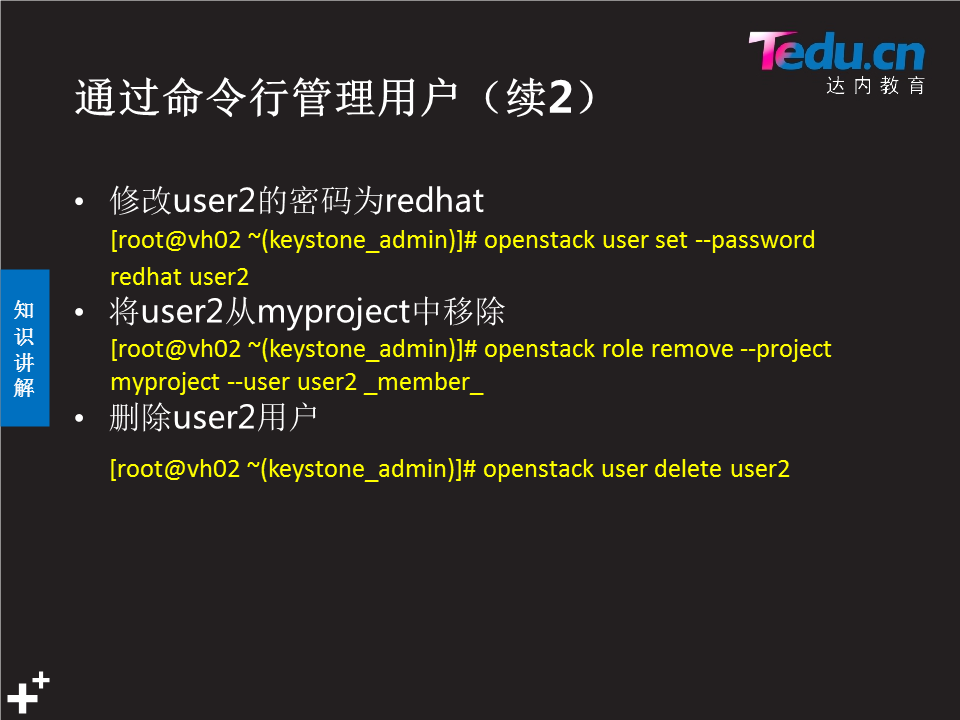 Tedu.cn
达内教育
通过命令行管理用户（续2）
• 修改user2的密码为redhat
[root@vh02 ~(keystone_admin)]# openstack user set --password
redhat user2
• 将user2从myproject中移除
[root@vh02 ~(keystone_admin)]# openstack role remove --project
myproject --user user2 _member_
• 删除user2用户
[root@vh02 ~(keystone_admin)]# openstack user delete user2
知
识
讲
解